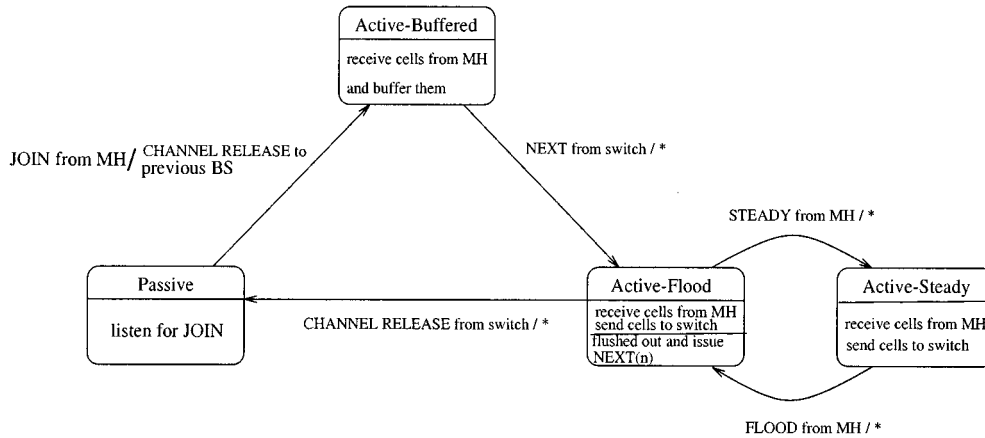 Active-Buffered
receive cells from MH
and buffer them
JOIN from MH/ CHANNEL RELEASE to
previous BS
NEXT from switch / *
STEADY from MH / *
Passive
listen for JOIN
CHANNEL RELEASE from switch / *
Active-Flood
receive cells from MH
send cells to switch
flushed out and issue
NEXT(n)
Active-Steady
receive cells from MH
send cells to switch
FLOOD from MH / *